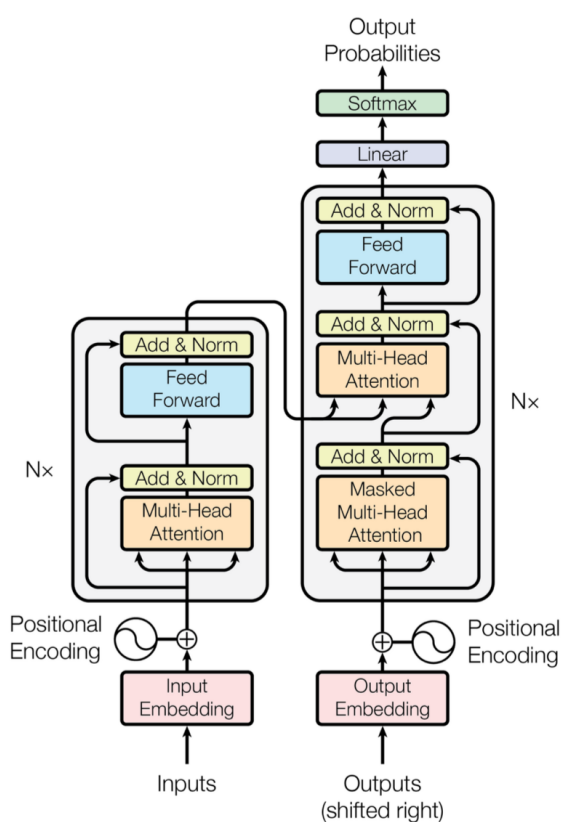 Output
Probabilities
Softmax
Linear
Add & Norm
Feed
Forward
Add & Norm
Multi-Head
Attention
Nx
Add & Norm
Masked
Multi-Head
Attention
Add & Norm
Feed
Forward
Nx
Add & Norm
Multi-Head
Attention
Positional
Encoding
Positional
Encoding
Input
Embedding
Output
Embedding
Inputs
Outputs
(shifted right)